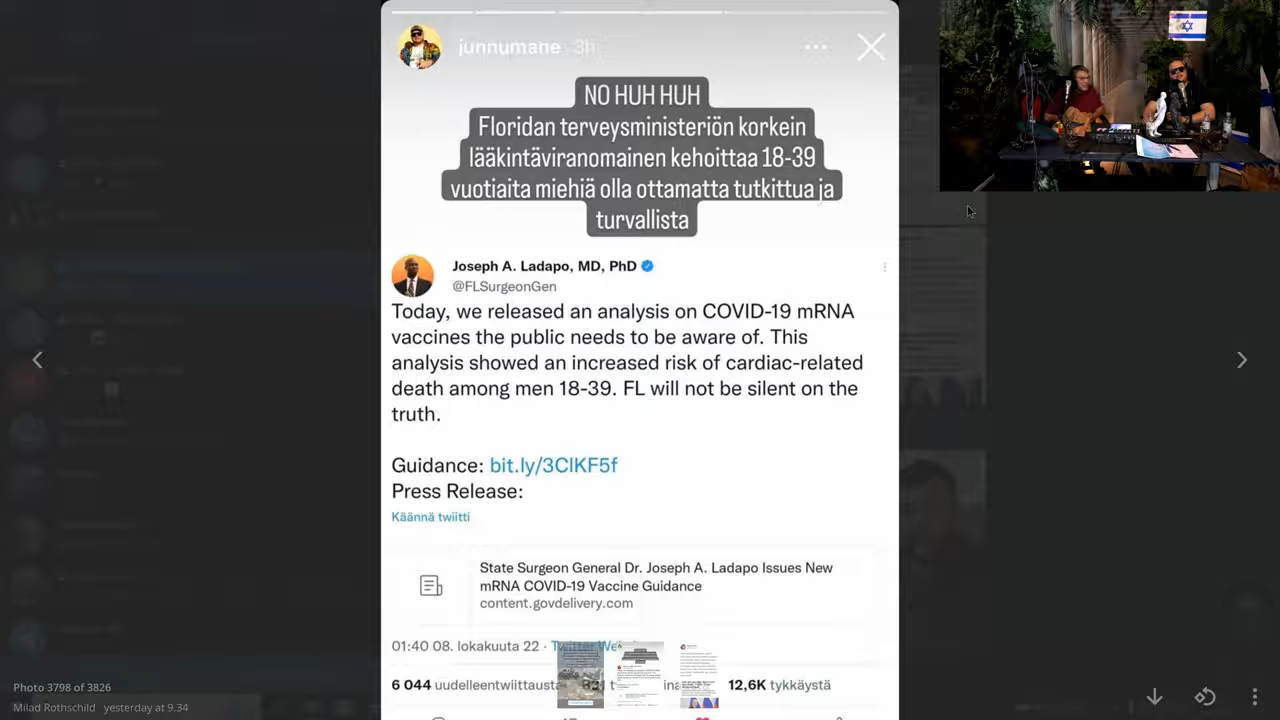 junnumane 3h
NO HUH HUH
Floridan terveysministeriön korkein
lääkintäviranomainen kehoittaa 18-39
vuotiaita miehiä olla ottamatta tutkittua ja
turvallista
Joseph A. Ladapo, MD, PhD
@FLSurgeonGen
Today, we released an analysis on COVID-19 mRNA
vaccines the public needs to be aware of. This
analysis showed an increased risk of cardiac-related
death among men 18-39. FL will not be silent on the
truth.
Guidance: bit.ly/3ClKF5f
Press Release:
Käännä twiitti
State Surgeon General Dr. Joseph A. Ladapo Issues New
mRNA COVID-19 Vaccine Guidance
content.govdelivery.com
01:40 08. lokakuuta 22 · Twitter
6 044 uudelleentwiittausta
12,6K tykkäystä
Photo 3798 of 3826
Vlad Rothschild · yesterday at